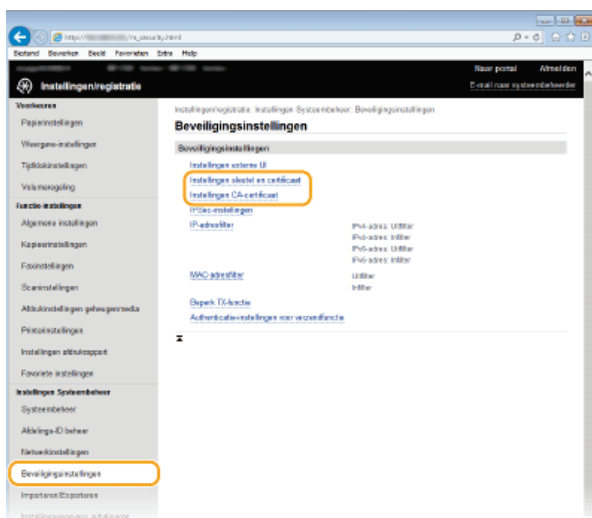 https://
/rs_security.html
Bestand Bewerken Beeld Favorieten Extra Help
Naar portal Afmelden
Instellingen/registratie
E-mail naar systeembeheerder
Voorkeuren
Papierinstellingen
Weergave-instellingen
Tijdklokinstellingen
Volumeregeling
Functie-instellingen
Algemene instellingen
Kopieerinstellingen
Faxinstellingen
Scaninstellingen
Afdrukinstellingen geheugenmedia
Printerinstellingen
Instellingen afdrukrapport
Favoriete instellingen
Instellingen Systeembeheer
Systeembeheer
Afdelings-ID beheer
Netwerkinstellingen
Beveiligingsinstellingen
Importeren/Exporteren
Instellingen/registratie: Instellingen Systeembeheer: Beveiligingsinstellingen
Beveiligingsinstellingen
Beveiligingsinstellingen
Instellingen externe UI
Instellingen sleutel en certificaat
Instellingen CA-certificaat
IPSec-instellingen
IP-adresfilter
IPv4-adres: Uitfilter
IPv4-adres: Infilter
IPv6-adres: Uitfilter
IPv6-adres: Infilter
MAC-adresfilter
Uitfilter
Infilter
Beperk TX-functie
Authenticatie-instellingen voor verzendfunctie